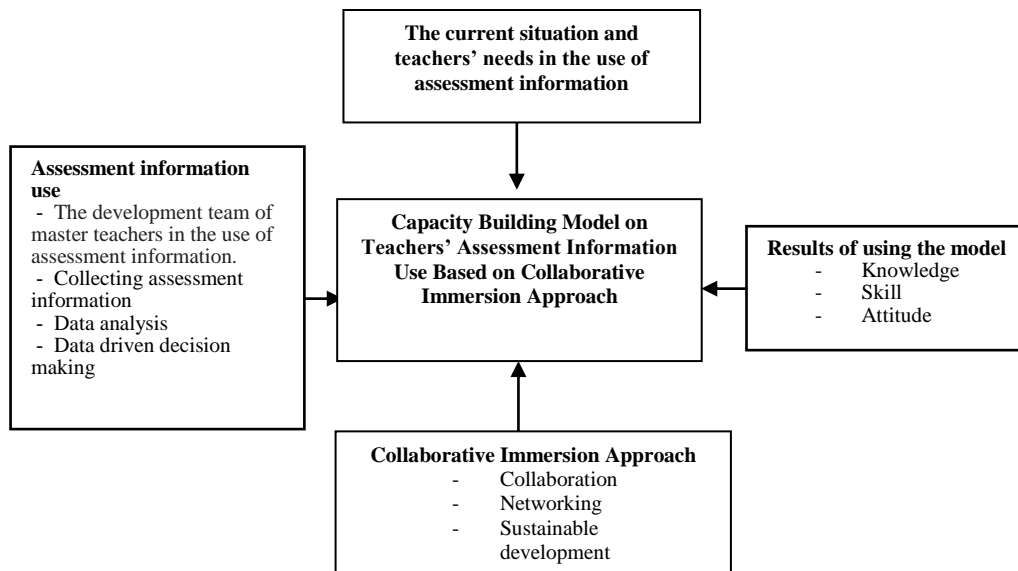 The current situation and
teachers’ needs in the use of
assessment information
Assessment information
use
- The development team of
master teachers in the use of
assessment information.
- Collecting assessment
information
- Data analysis
- Data driven decision
making
Capacity Building Model on
Teachers’ Assessment Information
Use Based on Collaborative
Immersion Approach
Results of using the model
- Knowledge
- Skill
- Attitude
Collaborative Immersion Approach
- Collaboration
- Networking
- Sustainable
development